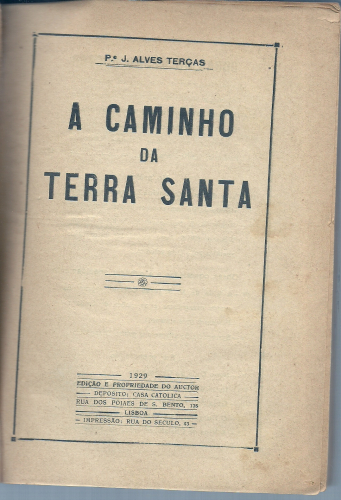 P.e J. ALVES TERÇAS
A CAMINHO
DA
TERRA SANTA
1929
EDIÇÃO E PROPRIEDADE DO AUCTOR
DEPOSITO: CASA CATOLICA
RUA DOS POIAES DE S. BENTO, 136
LISBOA
— IMPRESSÃO: RUA DO SECULO, 43 —